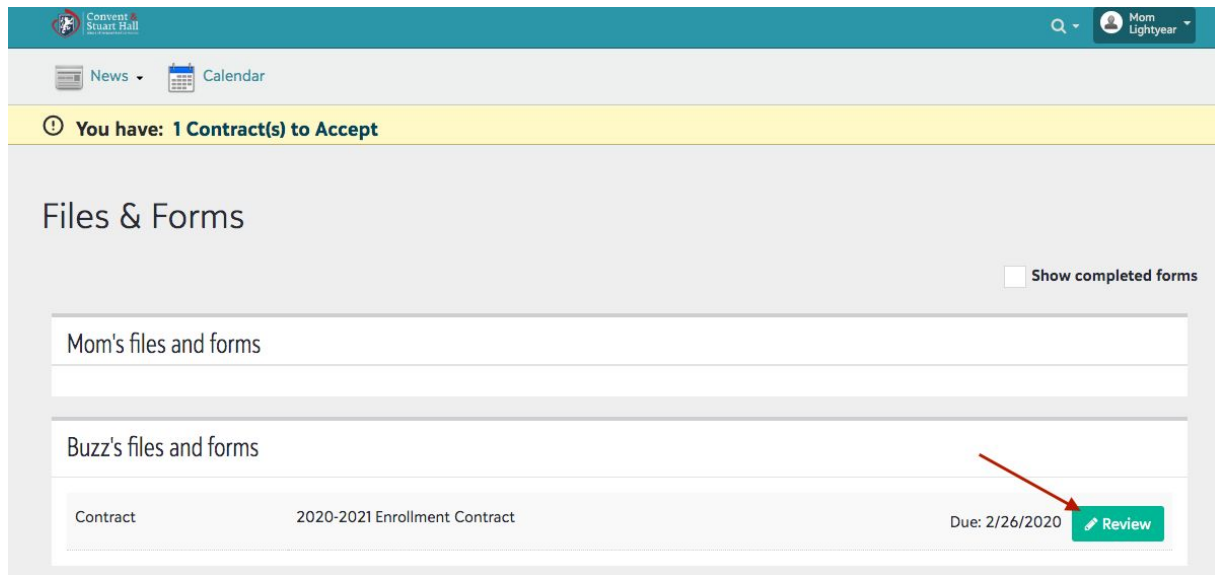 Convent &
Stuart Hall
Mom
Lightyear
News
Calendar
You have: 1 Contract(s) to Accept
Files & Forms
Show completed forms
Mom's files and forms
Buzz's files and forms
Contract 2020-2021 Enrollment Contract Due: 2/26/2020 Review